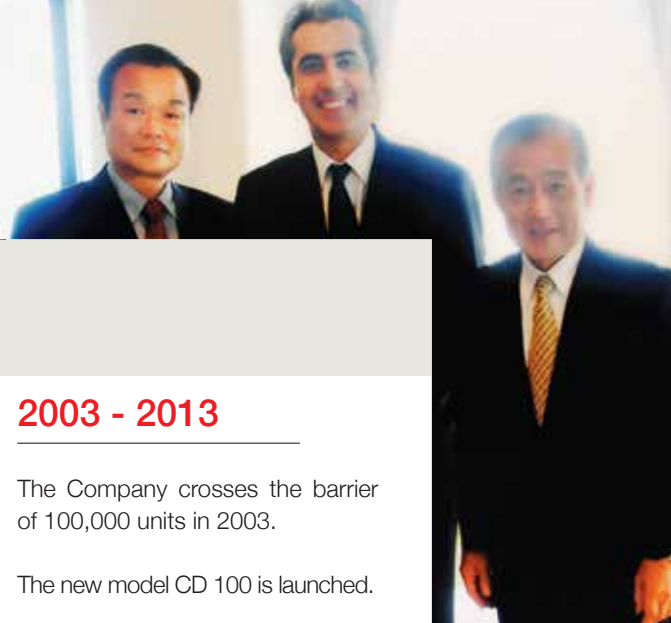 2003 - 2013
The Company crosses the barrier
of 100,000 units in 2003.
The new model CD 100 is launched.